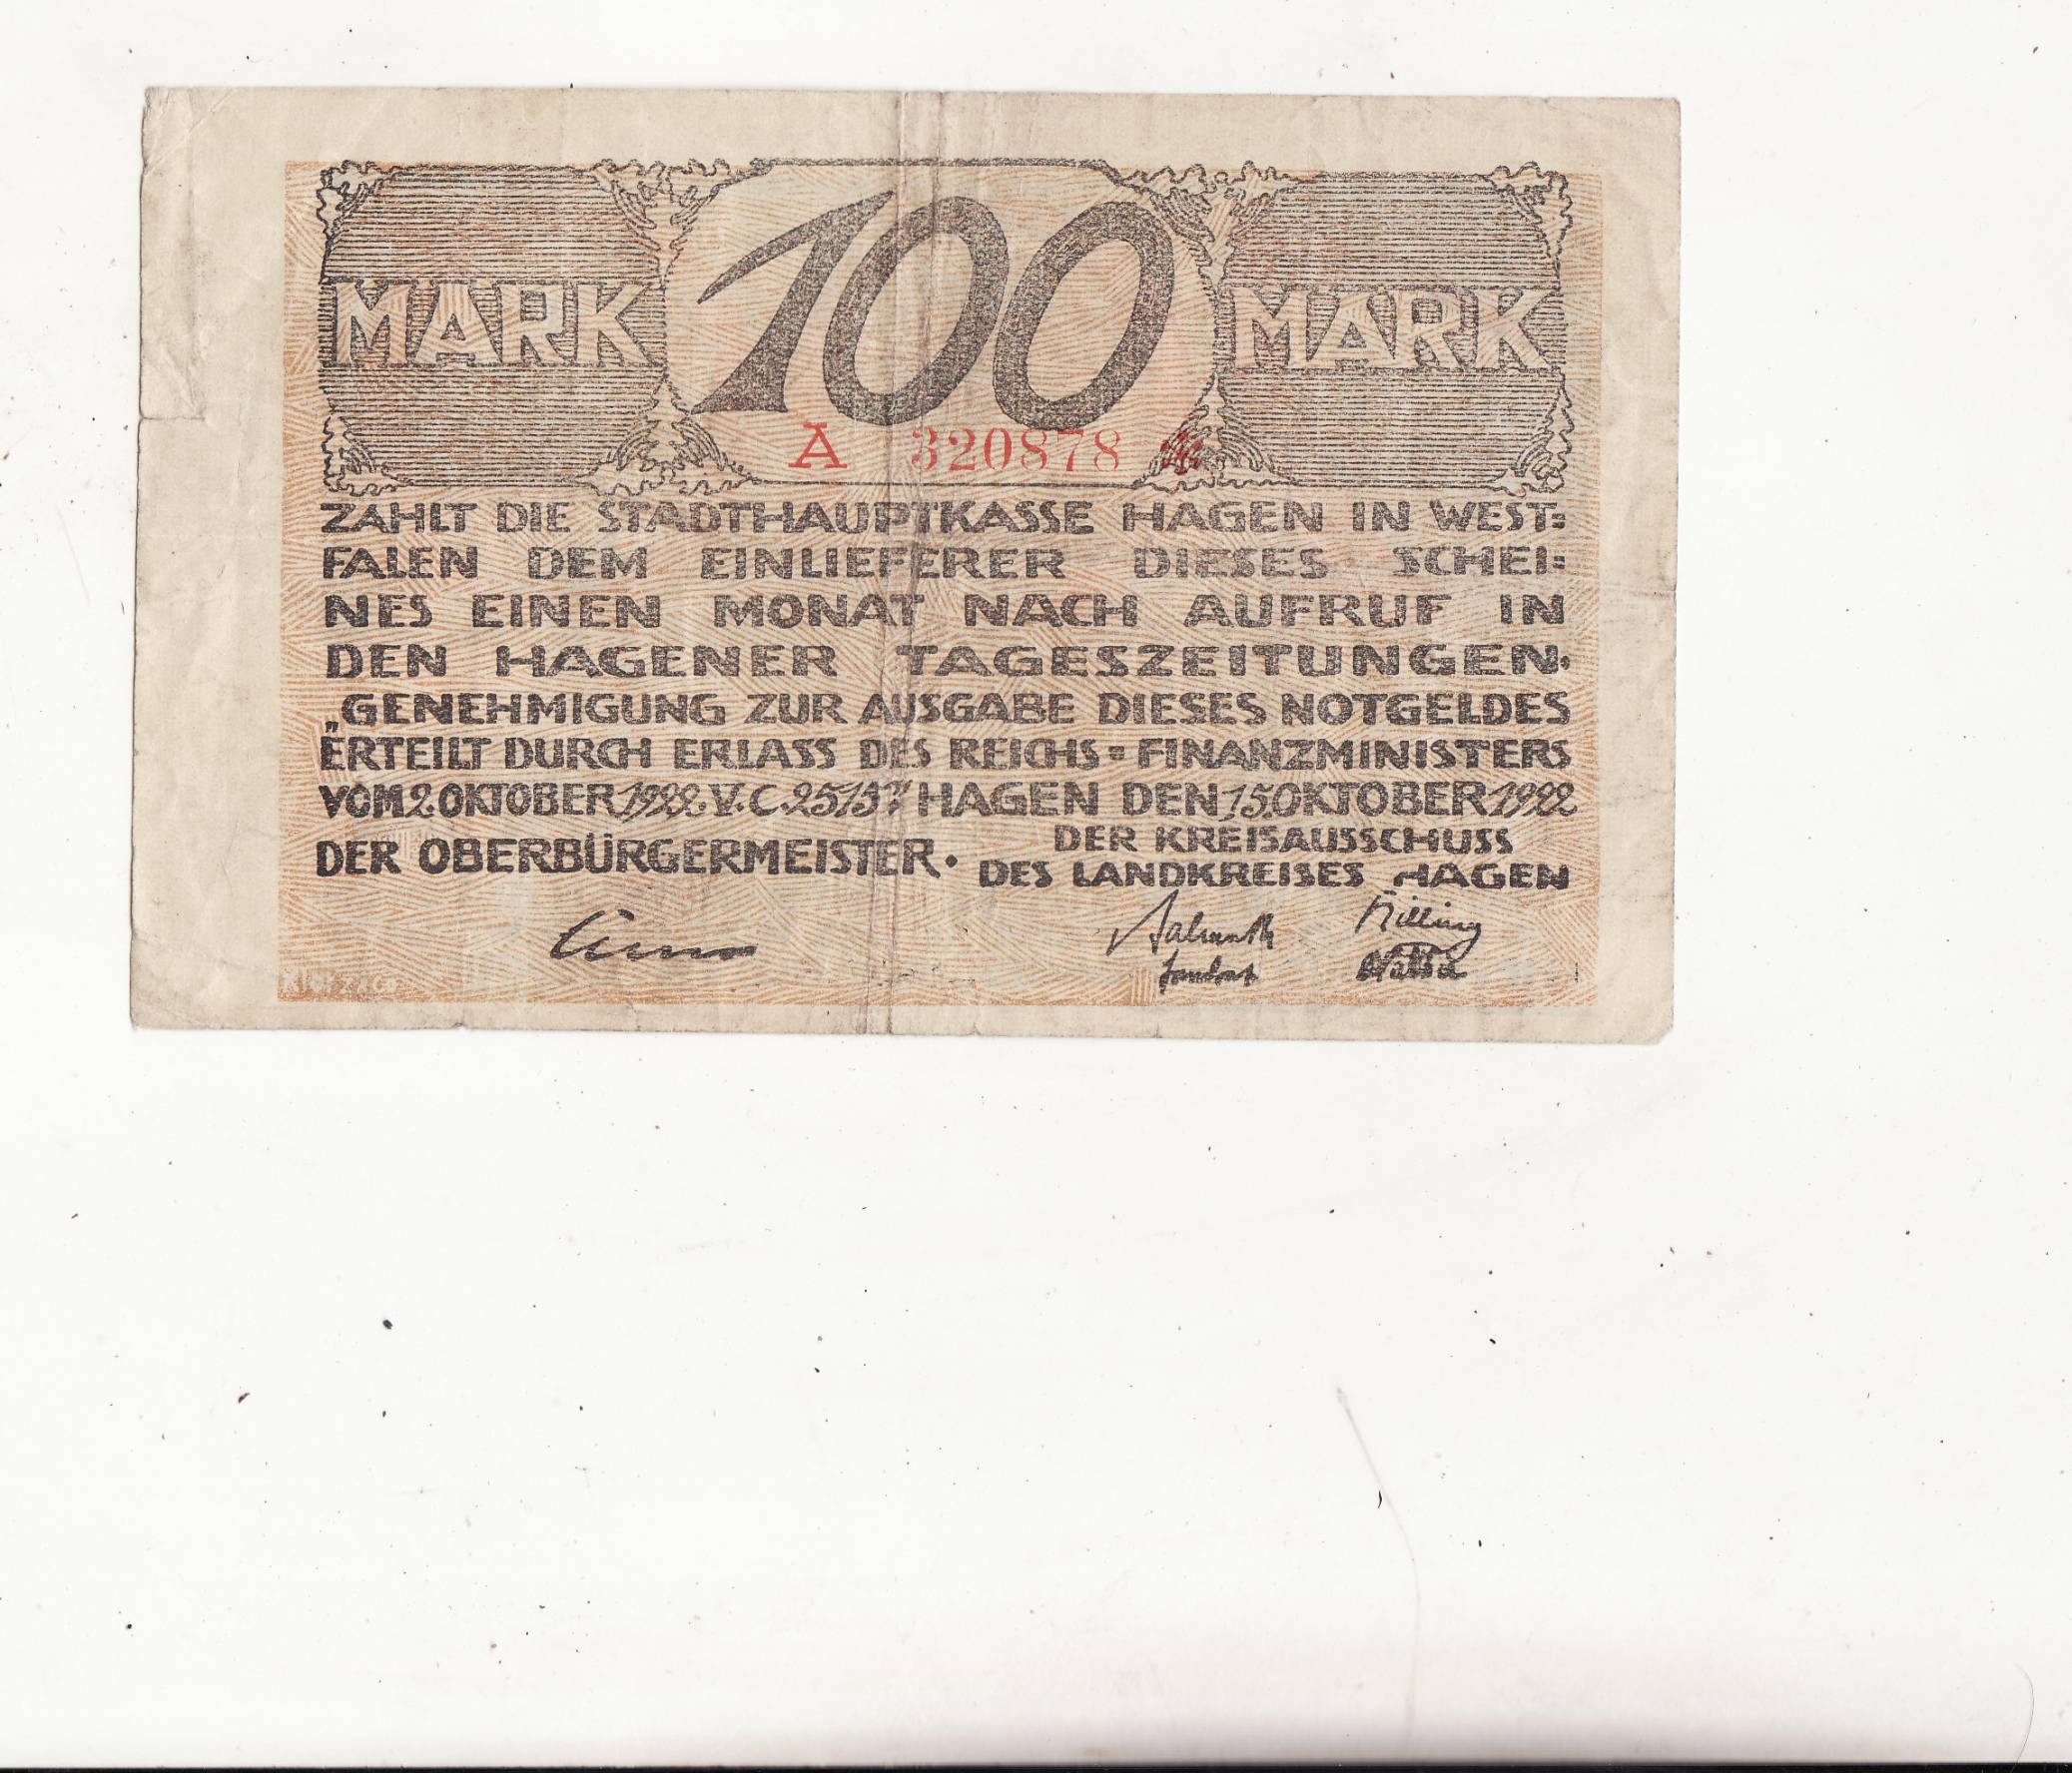 MARK 100 MARK
A 320878 *
ZAHLT DIE STADTHAUPTKASSE HAGEN IN WEST=
FALEN DEM EINLIEFERER DIESES SCHEI=
NES EINEN MONAT NACH AUFRUF IN
DEN HAGENER TAGESZEITUNGEN.
„GENEHMIGUNG ZUR AUSGABE DIESES NOTGELDES
ERTEILT DURCH ERLASS DES REICHS=FINANZMINISTERS
VOM 2. OKTOBER 1922. V. C. 2515" HAGEN DEN 15. OKTOBER 1922
DER OBERBÜRGERMEISTER.
DER KREISAUSSCHUSS
DES LANDKREISES HAGEN